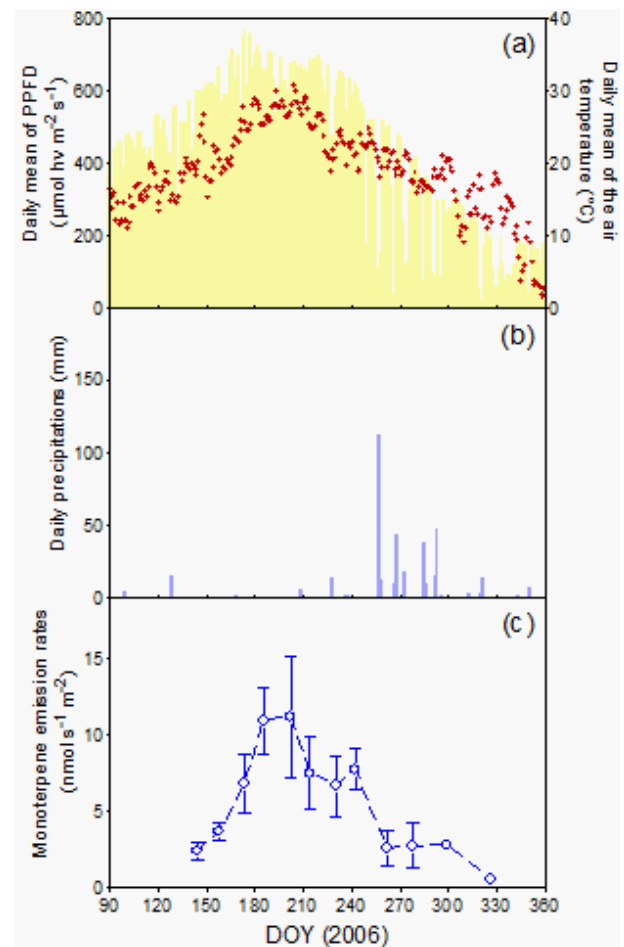 800
600
400
200
0
Daily mean of PPFD
(µmol hv m⁻² s⁻¹)
(a)
40
30
20
10
0
Daily mean of the air
temperature (°C)
150
100
50
0
Daily precipitations (mm)
(b)
15
10
5
0
Monoterpene emission rates
(nmol s⁻¹ m⁻²)
(c)
90 120 150 180 210 240 270 300 330 360
DOY (2006)